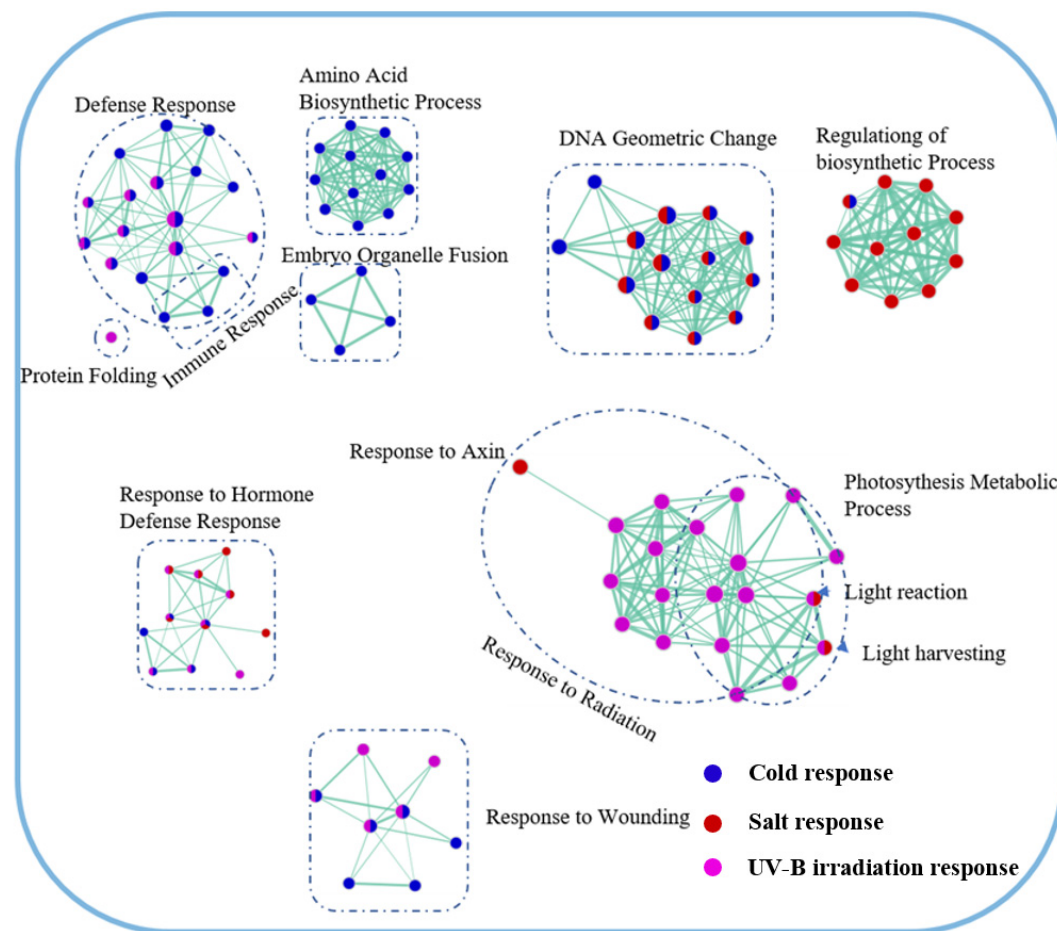 Amino Acid
Biosynthetic Process
Defense Response
DNA Geometric Change
Regulationg of
biosynthetic Process
Embryo Organelle Fusion
Immune Response
Protein Folding
Response to Axin
Photosythesis Metabolic
Process
Response to Hormone
Defense Response
Light reaction
Light harvesting
Response to Radiation
Cold response
Response to Wounding
Salt response
UV-B irradiation response